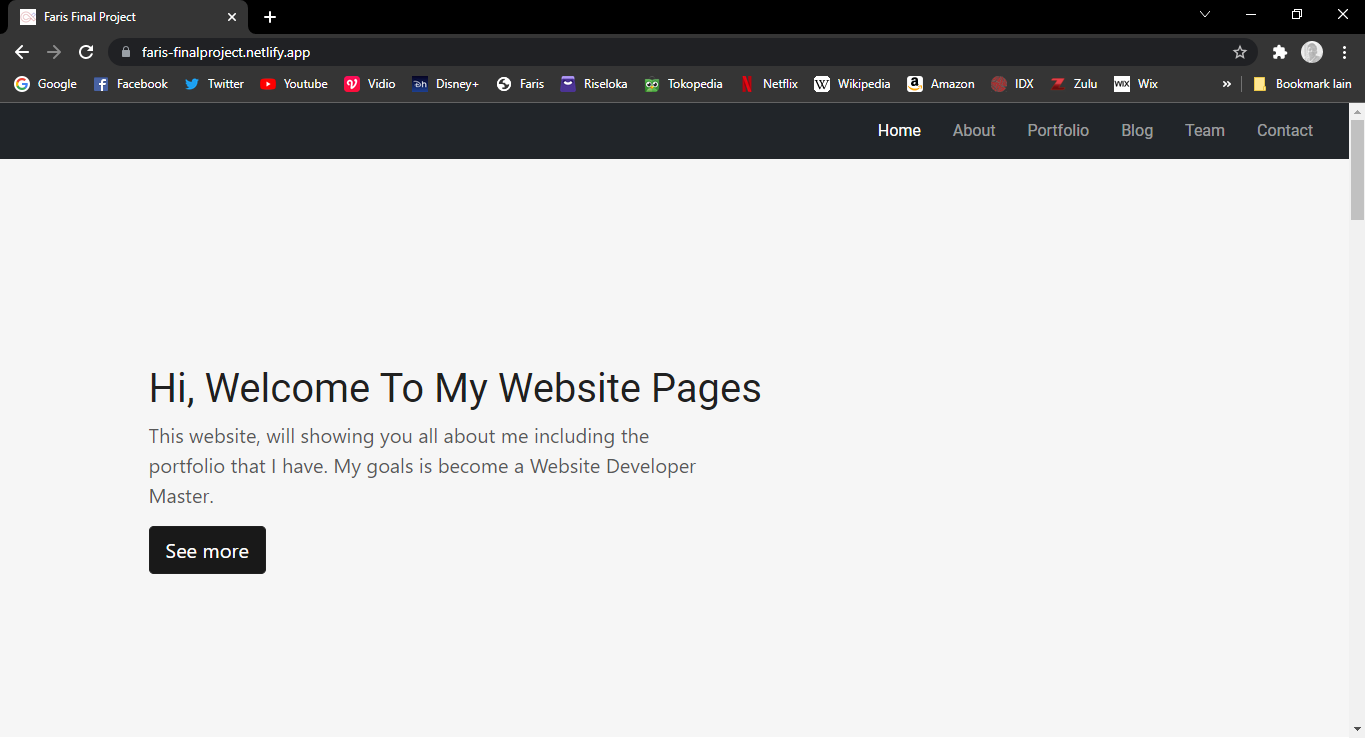 Faris Final Project
faris-finalproject.netlify.app
Google Facebook Twitter Youtube Vidio Disney+ Faris Riseloka Tokopedia Netflix Wikipedia Amazon IDX Zulu WIX Wix » Bookmark lain
Home About Portfolio Blog Team Contact
Hi, Welcome To My Website Pages
This website, will showing you all about me including the
portfolio that I have. My goals is become a Website Developer
Master.
See more